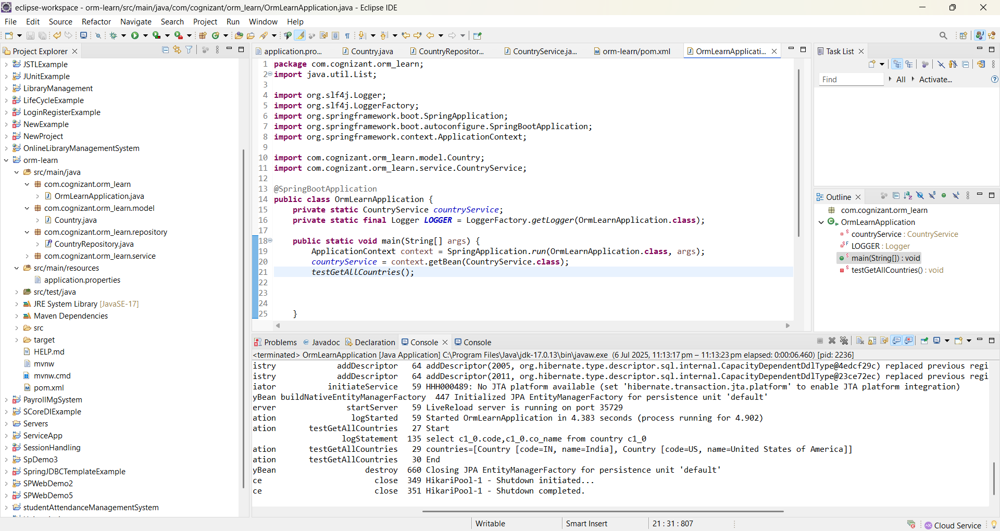 eclipse-workspace - orm-learn/src/main/java/com/cognizant/orm_learn/OrmLearnApplication.java - Eclipse IDE
File Edit Source Refactor Navigate Search Project Run Window Help
Project Explorer
JSTLExample
JUnitExample
LibraryManagement
LifeCycleExample
LoginRegisterExample
NewExample
NewProject
OnlineLibraryManagementSystem
orm-learn
src/main/java
com.cognizant.orm_learn
OrmLearnApplication.java
com.cognizant.orm_learn.model
Country.java
com.cognizant.orm_learn.repository
CountryRepository.java
com.cognizant.orm_learn.service
src/main/resources
application.properties
src/test/java
JRE System Library [JavaSE-17]
Maven Dependencies
src
target
HELP.md
mvnw
mvnw.cmd
pom.xml
PayrollMgSystem
SCoreDIExample
Servers
ServiceApp
SessionHandling
SpDemo3
SpringJDBCTemplateExample
SPWebDemo2
SPWebDemo5
studentAttendanceManagementSystem
application.pro... Country.java CountryRepositor... CountryService.ja... orm-learn/pom.xml OrmLearnApplicati...
1 package com.cognizant.orm_learn;
2 import java.util.List;
3
4 import org.slf4j.Logger;
5 import org.slf4j.LoggerFactory;
6 import org.springframework.boot.SpringApplication;
7 import org.springframework.boot.autoconfigure.SpringBootApplication;
8 import org.springframework.context.ApplicationContext;
9
10 import com.cognizant.orm_learn.model.Country;
11 import com.cognizant.orm_learn.service.CountryService;
12
13 @SpringBootApplication
14 public class OrmLearnApplication {
15 private static CountryService countryService;
16 private static final Logger LOGGER = LoggerFactory.getLogger(OrmLearnApplication.class);
17
18 public static void main(String[] args) {
19 ApplicationContext context = SpringApplication.run(OrmLearnApplication.class, args);
20 countryService = context.getBean(CountryService.class);
21 testGetAllCountries();
22
23
24
25 }
Task List
Find All Activate...
Outline
com.cognizant.orm_learn
OrmLearnApplication
countryService : CountryService
LOGGER : Logger
main(String[]) : void
testGetAllCountries() : void
Problems Javadoc Declaration Console Console
<terminated> OrmLearnApplication [Java Application] C:\Program Files\Java\jdk-17.0.13\bin\javaw.exe (6 Jul 2025, 11:13:17 pm – 11:13:23 pm elapsed: 0:00:06.460) [pid: 2236]
istry addDescriptor 64 addDescriptor(2005, org.hibernate.type.descriptor.sql.internal.CapacityDependentDdlType@4edcf29c) replaced previous regi
istry addDescriptor 64 addDescriptor(2011, org.hibernate.type.descriptor.sql.internal.CapacityDependentDdlType@23ce72ec) replaced previous regi
iator initiateService 59 HHH000489: No JTA platform available (set 'hibernate.transaction.jta.platform' to enable JTA platform integration)
yBean buildNativeEntityManagerFactory 447 Initialized JPA EntityManagerFactory for persistence unit 'default'
erver startServer 59 LiveReload server is running on port 35729
ation logStarted 59 Started OrmLearnApplication in 4.383 seconds (process running for 4.902)
ation testGetAllCountries 27 Start
logStatement 135 select c1_0.code,c1_0.co_name from country c1_0
ation testGetAllCountries 29 countries=[Country [code=IN, name=India], Country [code=US, name=United States of America]]
ation testGetAllCountries 30 End
yBean destroy 660 Closing JPA EntityManagerFactory for persistence unit 'default'
ce close 349 HikariPool-1 - Shutdown initiated...
ce close 351 HikariPool-1 - Shutdown completed.
Writable Smart Insert 21 : 31 : 807 Cloud Service